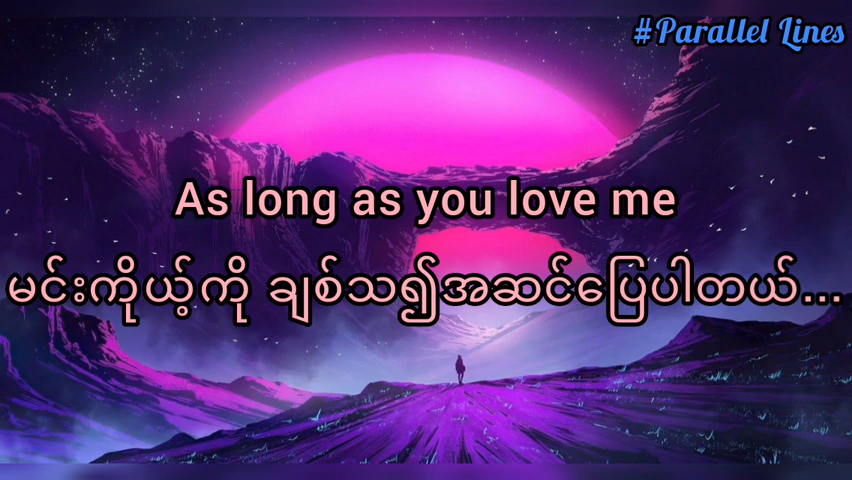 #Parallel Lines
As long as you love me
မင်းကိုယ့်ကို ချစ်သ၍အဆင်ပြေပါတယ်...